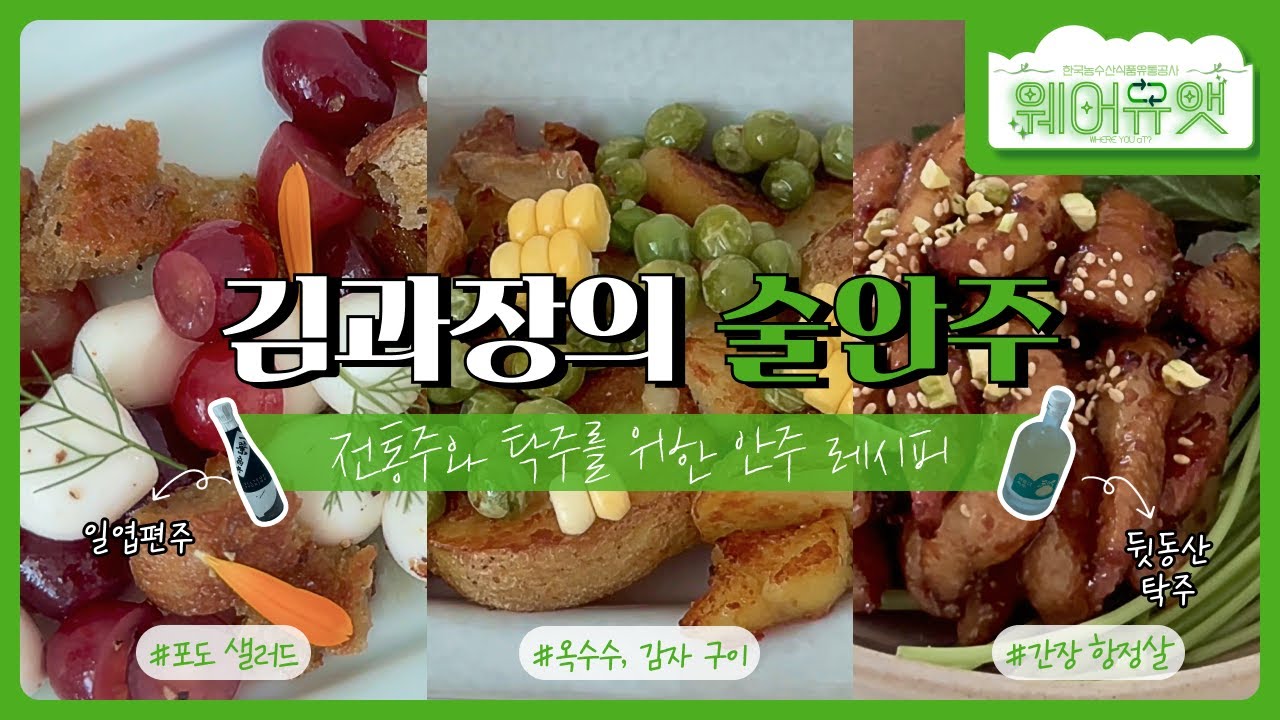 한국농수산식품유통공사
웨어유앳
WHERE YOU aT?
김과장의 술안주
전통주와 탁주를 위한 안주 레시피
일엽편주
뒷동산
탁주
#포도 샐러드
#옥수수, 감자 구이
#간장 항정살